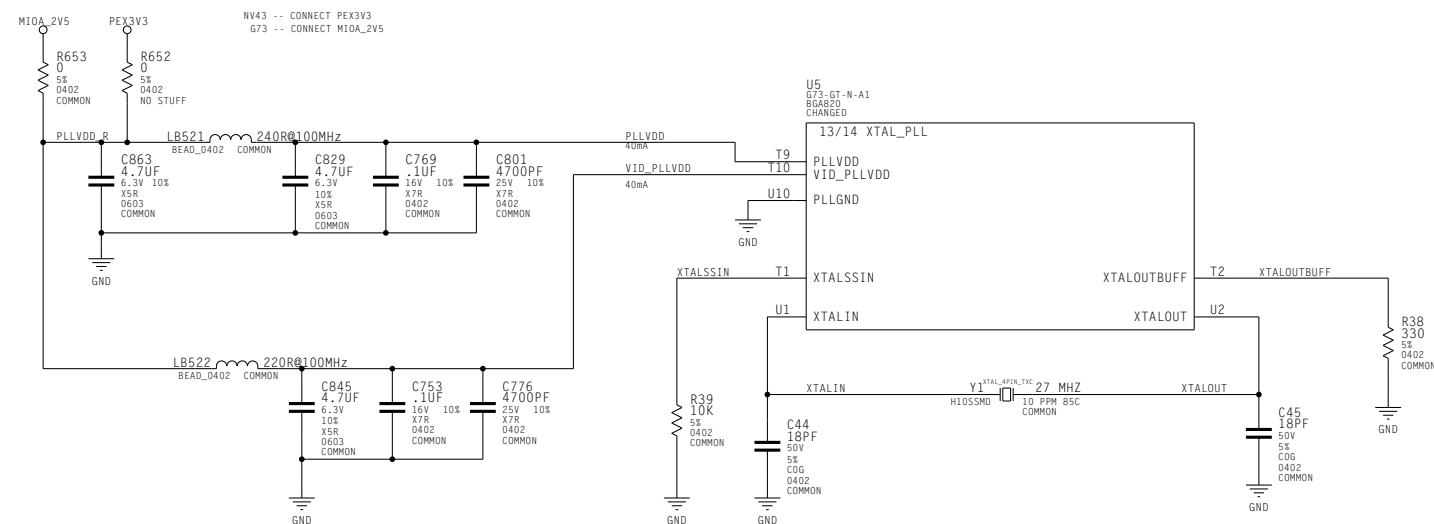 NV43 -- CONNECT PEX3V3
G73 -- CONNECT MIOA_2V5
MIOA_2V5
PEX3V3
R653
0
5%
0402
COMMON
R652
0
5%
0402
NO STUFF
PLLVDD_R
LB521
240R@100MHz
BEAD_0402
COMMON
C863
4.7UF
6.3V 10%
X5R
0603
COMMON
GND
C829
4.7UF
6.3V
10%
X5R
0603
COMMON
C769
.1UF
16V 10%
X7R
0402
COMMON
C801
4700PF
25V 10%
X7R
0402
COMMON
PLLVDD
40mA
VID_PLLVDD
40mA
LB522
220R@100MHz
BEAD_0402
COMMON
C845
4.7UF
6.3V
10%
X5R
0603
COMMON
GND
C753
.1UF
16V 10%
X7R
0402
COMMON
C776
4700PF
25V 10%
X7R
0402
COMMON
U5
G73-GT-N-A1
BGA820
CHANGED
13/14 XTAL_PLL
T9
PLLVDD
T10
VID_PLLVDD
U10
PLLGND
GND
XTALSSIN
T1
XTALSSIN
U1
XTALIN
XTALOUTBUFF
T2
XTALOUTBUFF
XTALOUT
U2
R39
10K
5%
0402
COMMON
GND
XTALIN
Y1
XTAL_4PIN_TXC
27 MHZ
H10SSMD
10 PPM 85C
COMMON
XTALOUT
C44
18PF
50V
5%
COG
0402
COMMON
GND
C45
18PF
50V
5%
COG
0402
COMMON
GND
R38
330
5%
0402
COMMON
GND